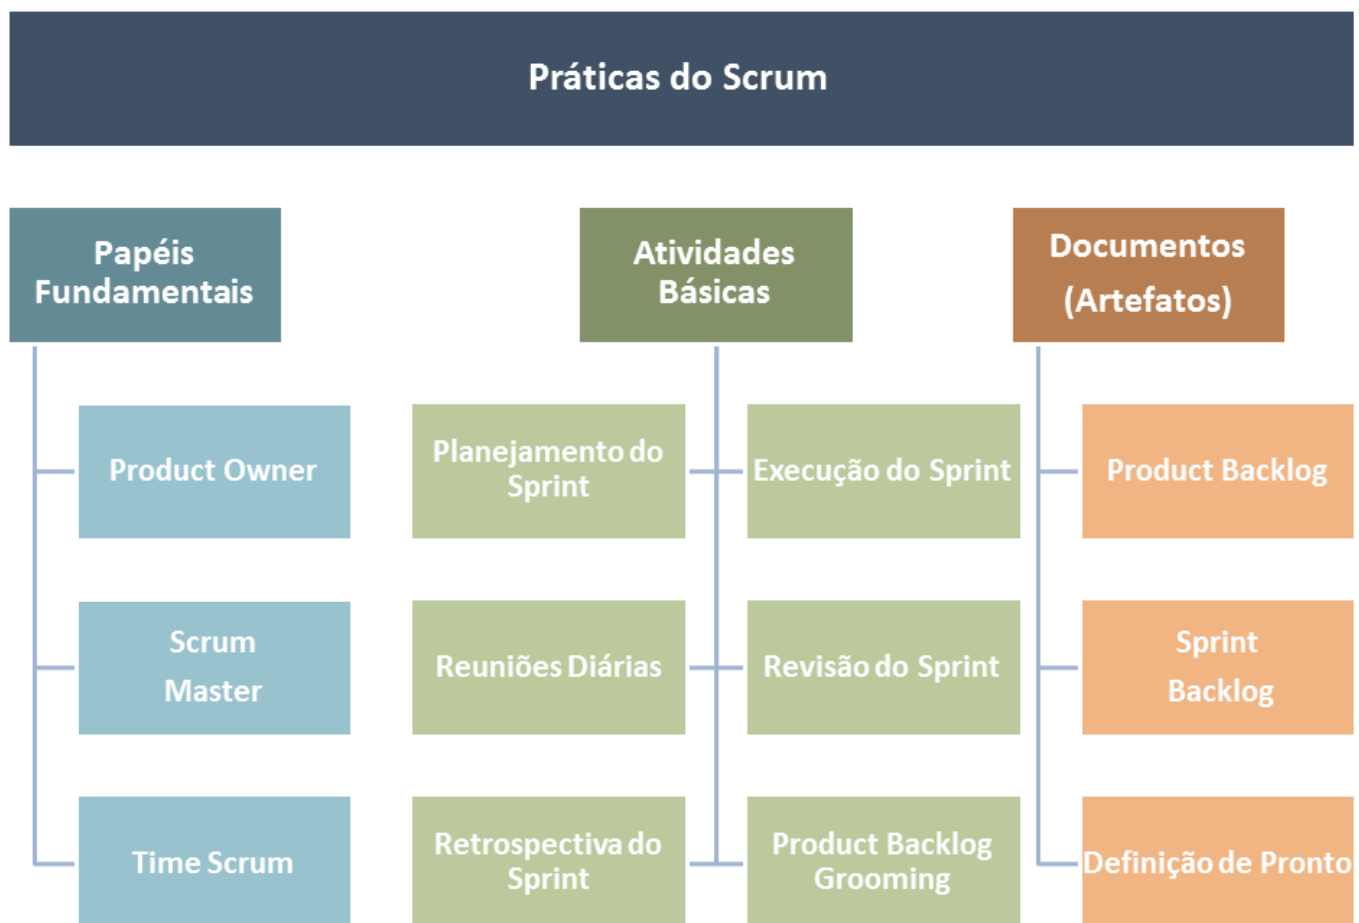 Práticas do Scrum
Papéis
Fundamentais
Product Owner
Scrum
Master
Time Scrum
Atividades
Básicas
Planejamento do
Sprint
Execução do Sprint
Reuniões Diárias
Revisão do Sprint
Retrospectiva do
Sprint
Product Backlog
Grooming
Documentos
(Artefatos)
Product Backlog
Sprint
Backlog
Definição de Pronto